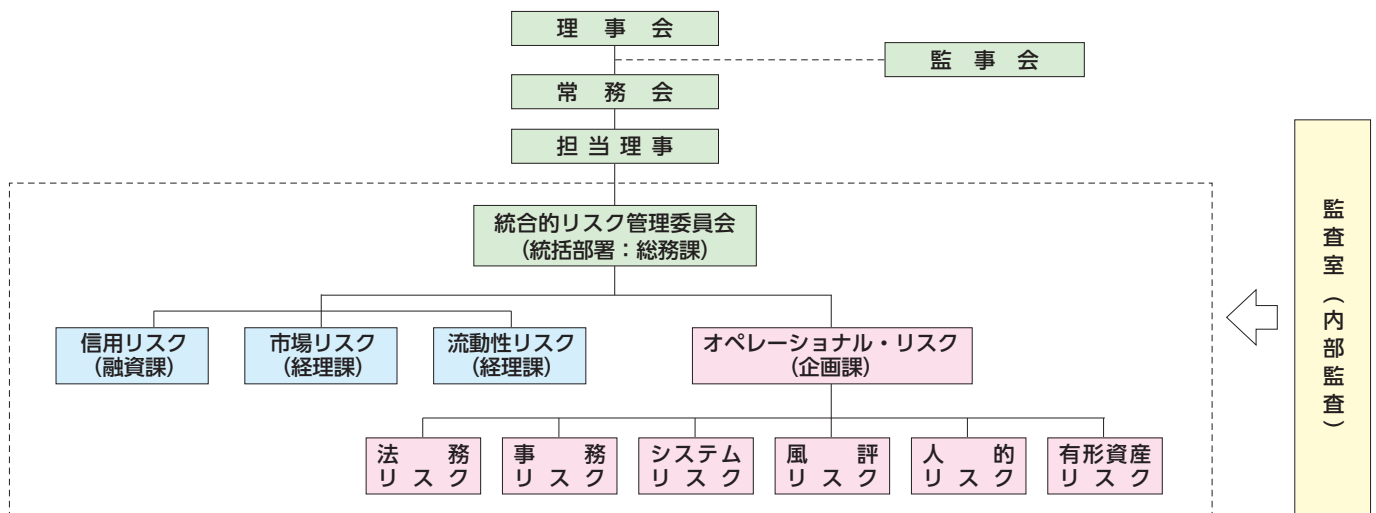 理事会
監事会
常務会
担当理事
統合的リスク管理委員会
(統括部署：総務課)
信用リスク
(融資課)
市場リスク
(経理課)
流動性リスク
(経理課)
オペレーショナル・リスク
(企画課)
法務
リスク
事務
リスク
システム
リスク
風評
リスク
人的
リスク
有形資産
リスク
監査室（内部監査）